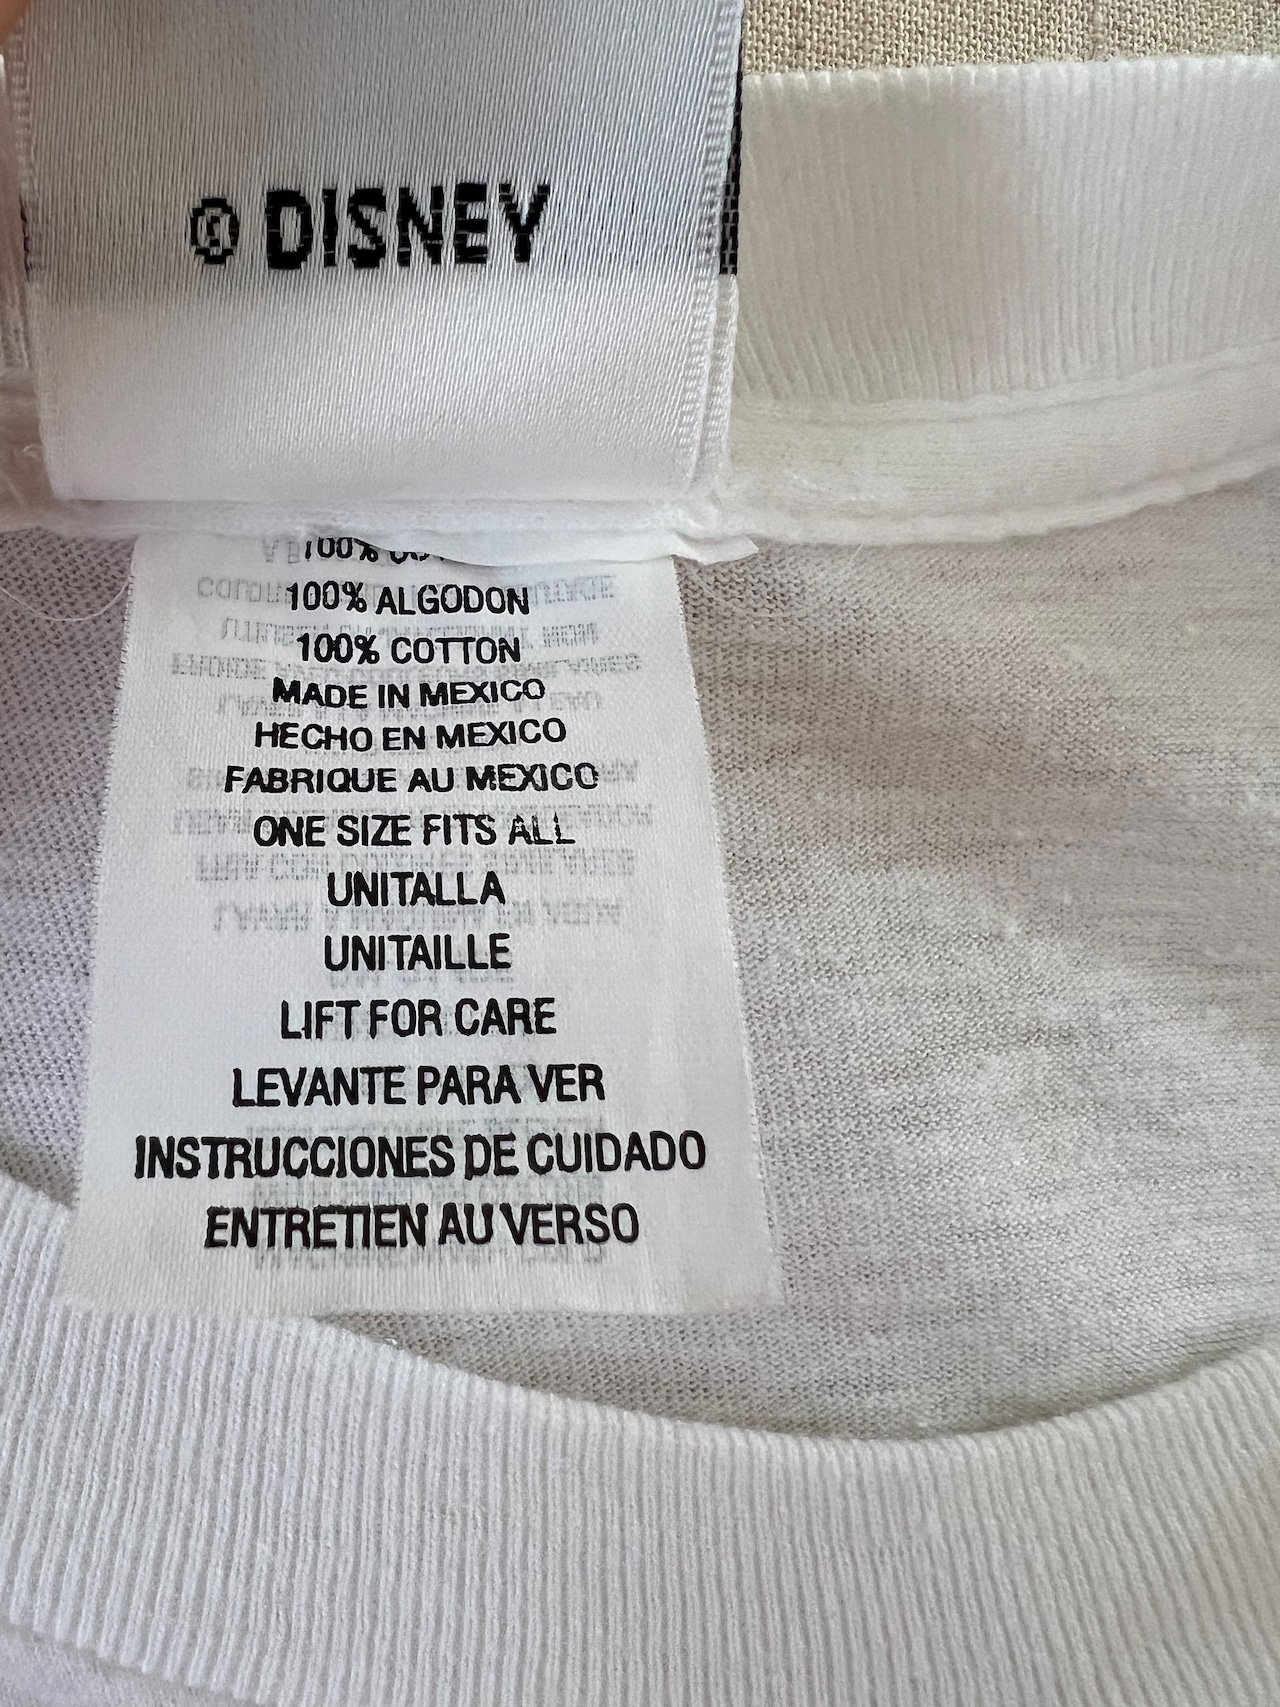 © DISNEY
100%
100% ALGODON
100% COTTON
MADE IN MEXICO
HECHO EN MEXICO
FABRIQUE AU MEXICO
ONE SIZE FITS ALL
UNITALLA
UNITAILLE
LIFT FOR CARE
LEVANTE PARA VER
INSTRUCCIONES DE CUIDADO
ENTRETIEN AU VERSO